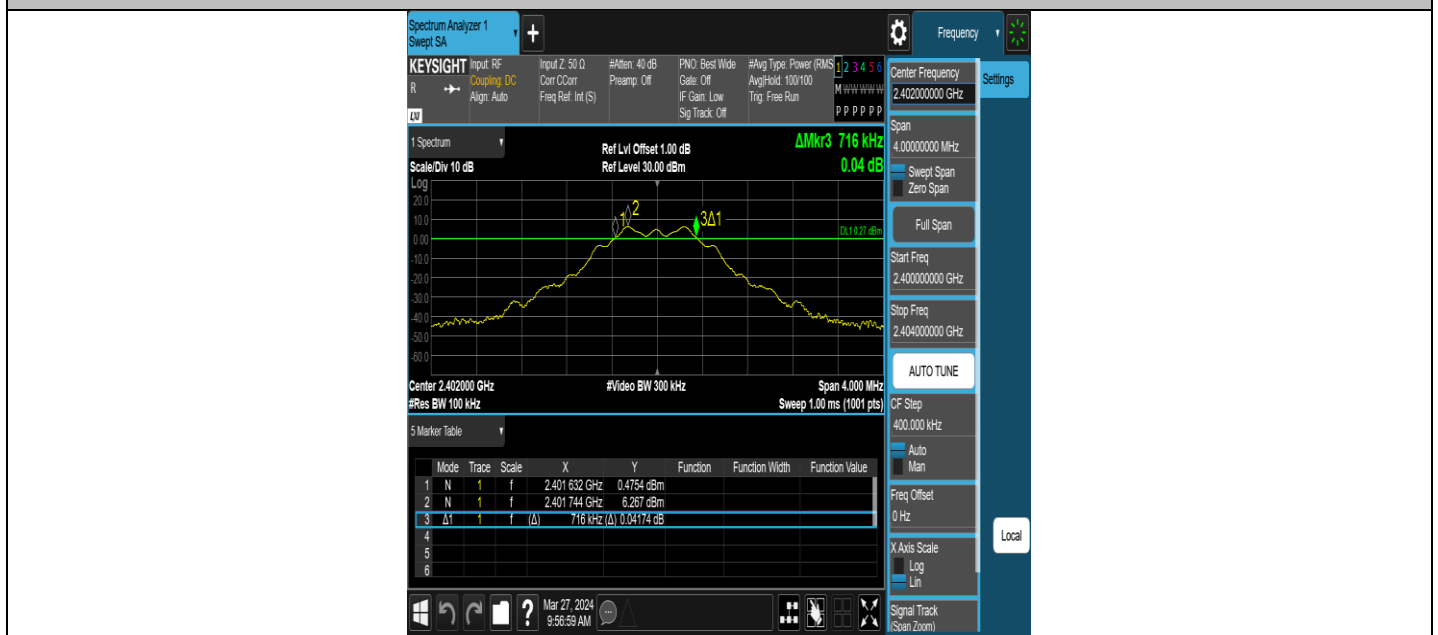 Spectrum Analyzer 1
Swept SA
+
Frequency
KEYSIGHT
R
LXI
Input: RF
Coupling: DC
Align: Auto
Input Z: 50 Ω
Corr CCorr
Freq Ref: Int (S)
#Atten: 40 dB
Preamp: Off
PNO: Best Wide
Gate: Off
IF Gain: Low
Sig Track: Off
#Avg Type: Power (RMS
Avg|Hold: 100/100
Trig: Free Run
1 2 3 4 5 6
M W W W W W
P P P P P P
Center Frequency
2.402000000 GHz
Settings
Span
4.00000000 MHz
Swept Span
Zero Span
Full Span
Start Freq
2.400000000 GHz
Stop Freq
2.404000000 GHz
AUTO TUNE
CF Step
400.000 kHz
Auto
Man
Freq Offset
0 Hz
X Axis Scale
Log
Lin
Signal Track
(Span Zoom)
Local
1 Spectrum
Scale/Div 10 dB
Ref Lvl Offset 1.00 dB
Ref Level 30.00 dBm
ΔMkr3 716 kHz
0.04 dB
Log
20.0
10.0
0.00
-10.0
-20.0
-30.0
-40.0
-50.0
-60.0
1
2
3Δ1
DL1 0.27 dBm
Center 2.402000 GHz
#Video BW 300 kHz
Span 4.000 MHz
#Res BW 100 kHz
Sweep 1.00 ms (1001 pts)
5 Marker Table
Mode Trace Scale X Y Function Function Width Function Value
1 N 1 f 2.401 632 GHz 0.4754 dBm
2 N 1 f 2.401 744 GHz 6.267 dBm
3 Δ1 1 f (Δ) 716 kHz (Δ) 0.04174 dB
4
5
6
?
Mar 27, 2024
9:56:59 AM